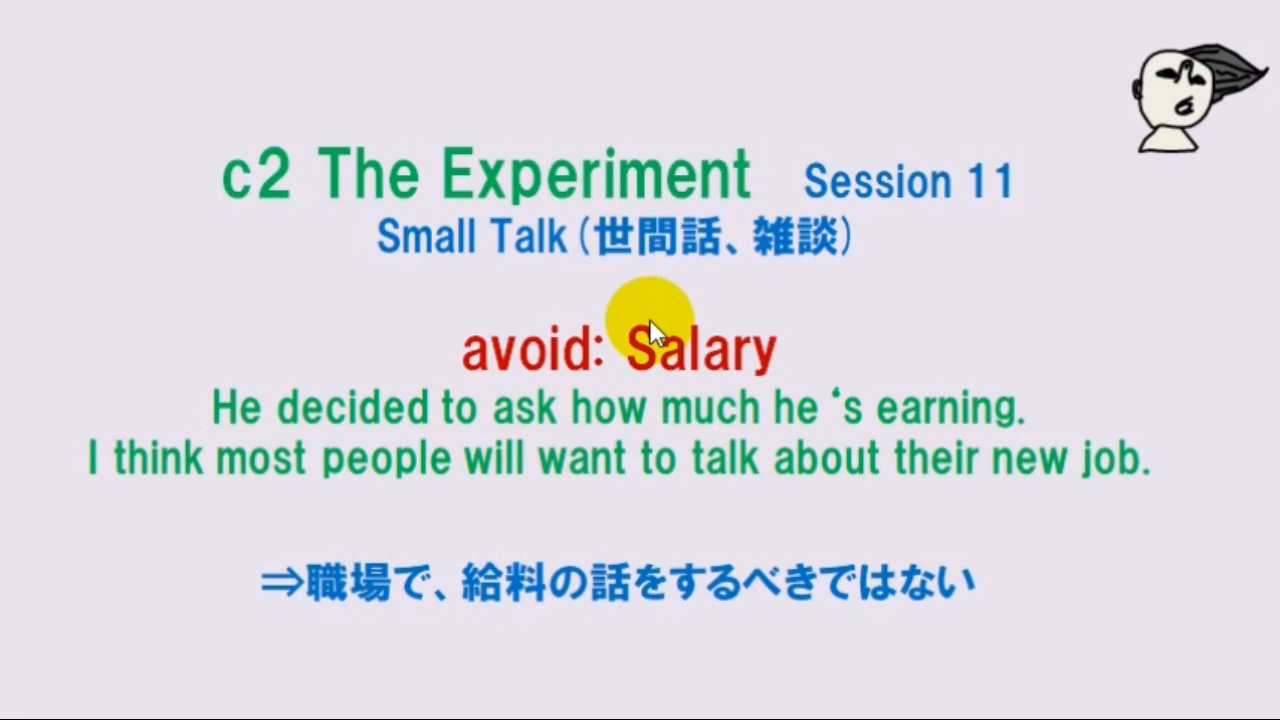 c2 The Experiment Session 11
Small Talk(世間話、雑談)
avoid: Salary
He decided to ask how much he ‘s earning.
I think most people will want to talk about their new job.
⇒職場で、給料の話をするべきではない